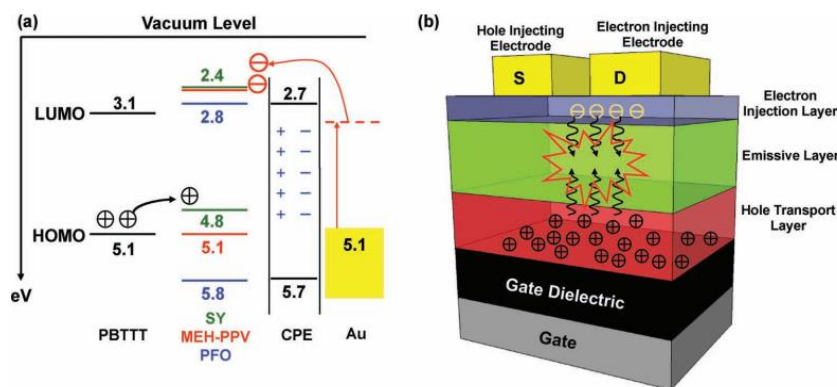 (a)
Vacuum Level
LUMO
3.1
2.4
2.8
2.7
+ -
+ -
+ -
+ -
+ -
HOMO
5.1
4.8
5.1
5.8
5.7
5.1
eV
PBTTT
SY
MEH-PPV
PFO
CPE
Au
(b)
Hole Injecting
Electrode
Electron Injecting
Electrode
S
D
Electron
Injection Layer
Emissive Layer
Hole Transport
Layer
Gate Dielectric
Gate